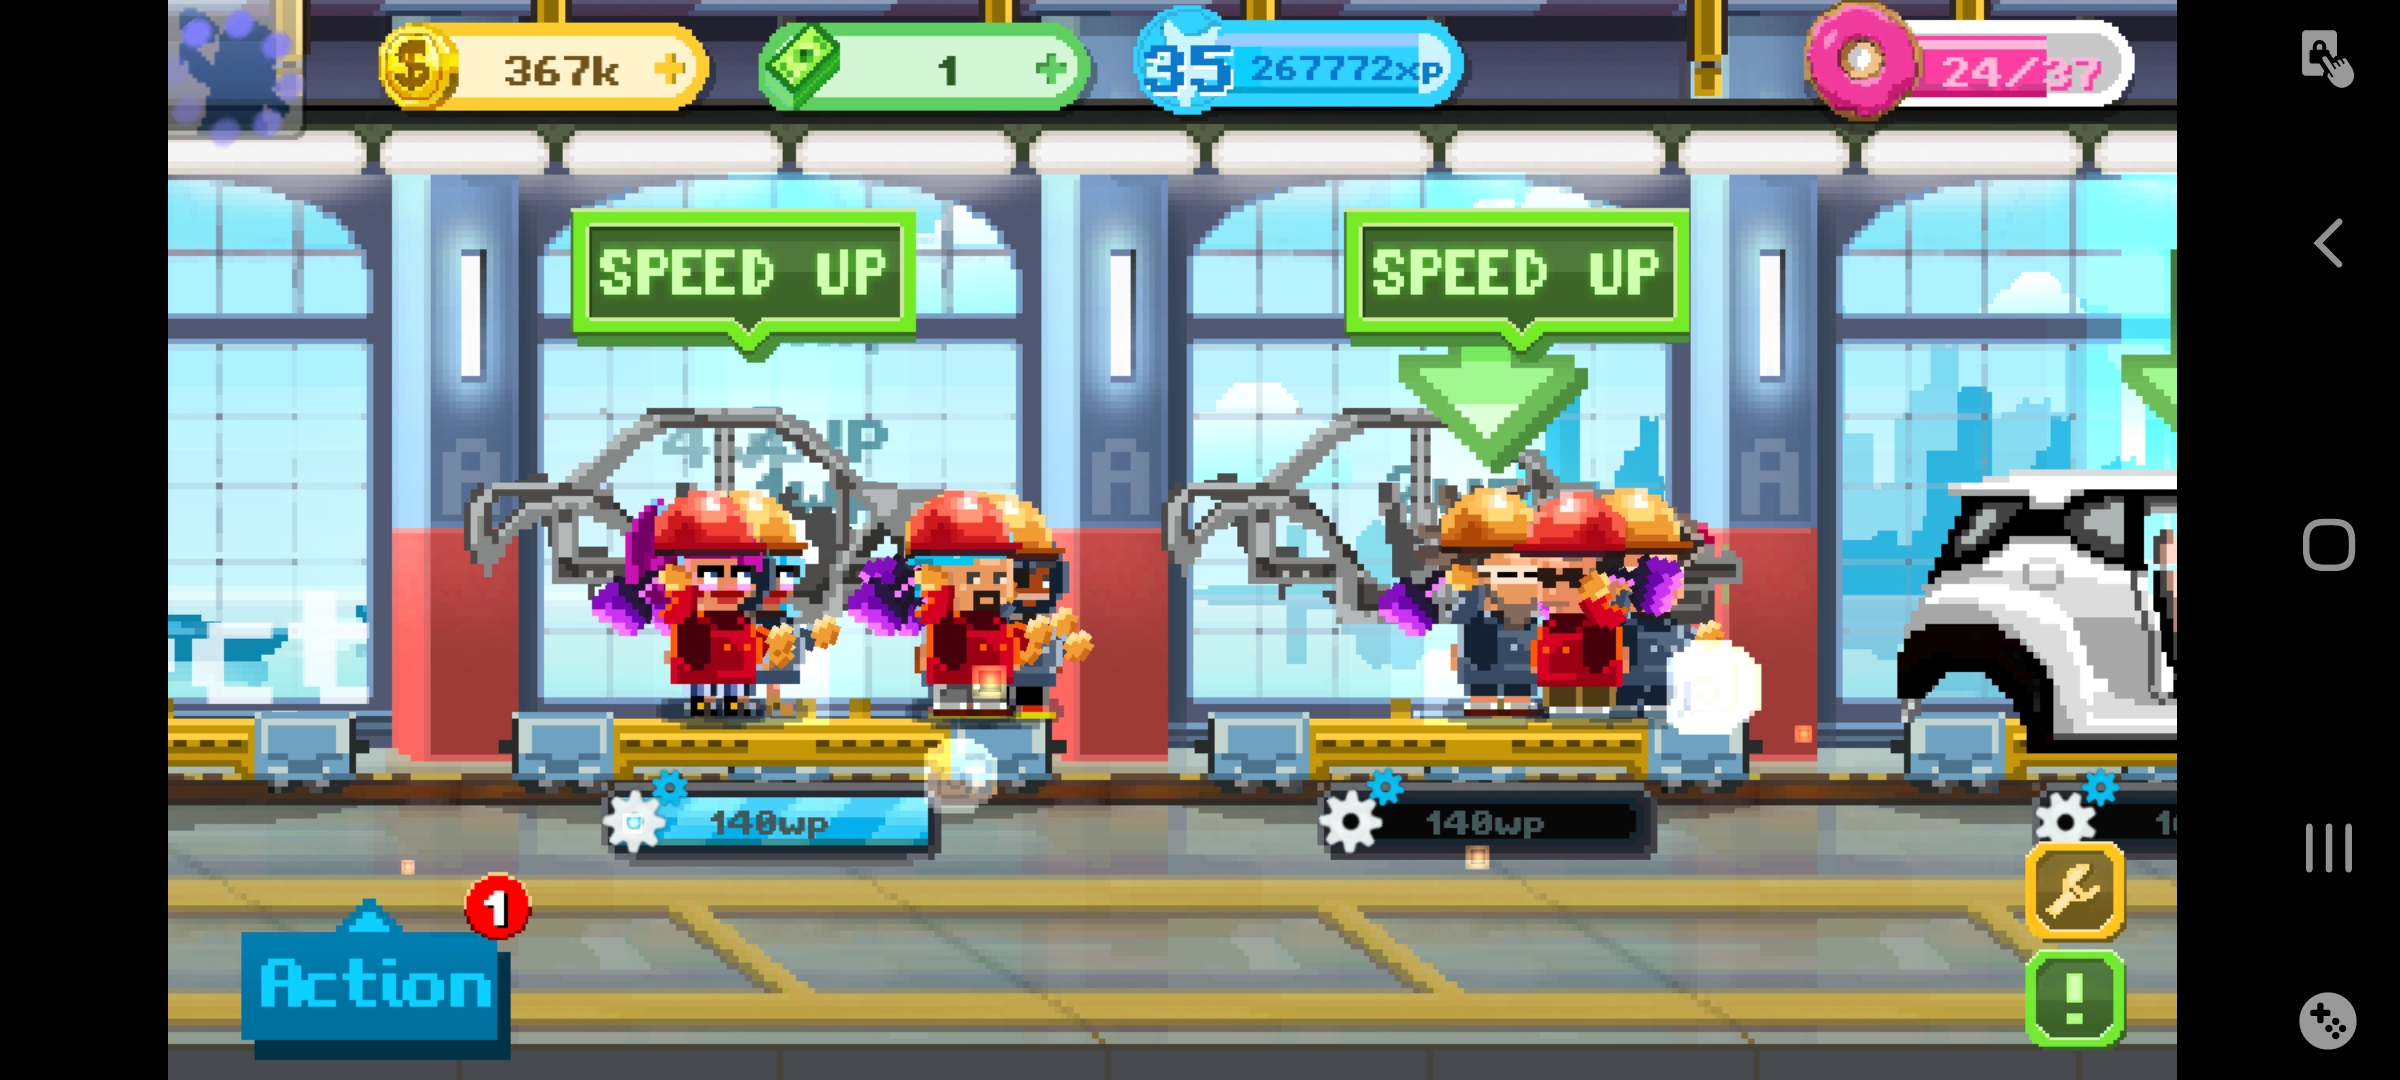 367k
1
35
267772xp
24/37
SPEED UP
SPEED UP
A
A
A
140wp
140wp
1
Action